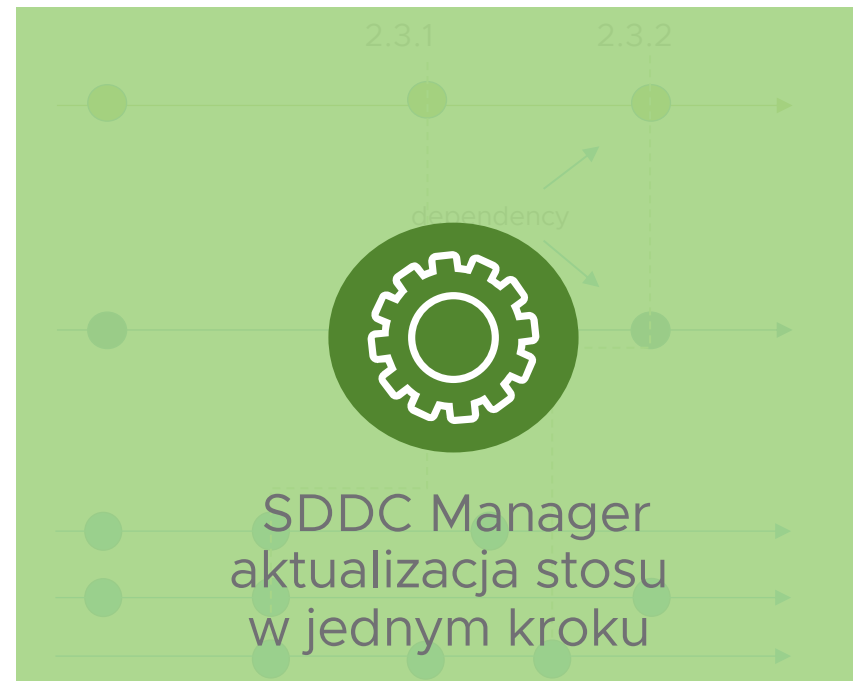 2.3.1 2.3.2
dependency
SDDC Manager
aktualizacja stosu
w jednym kroku